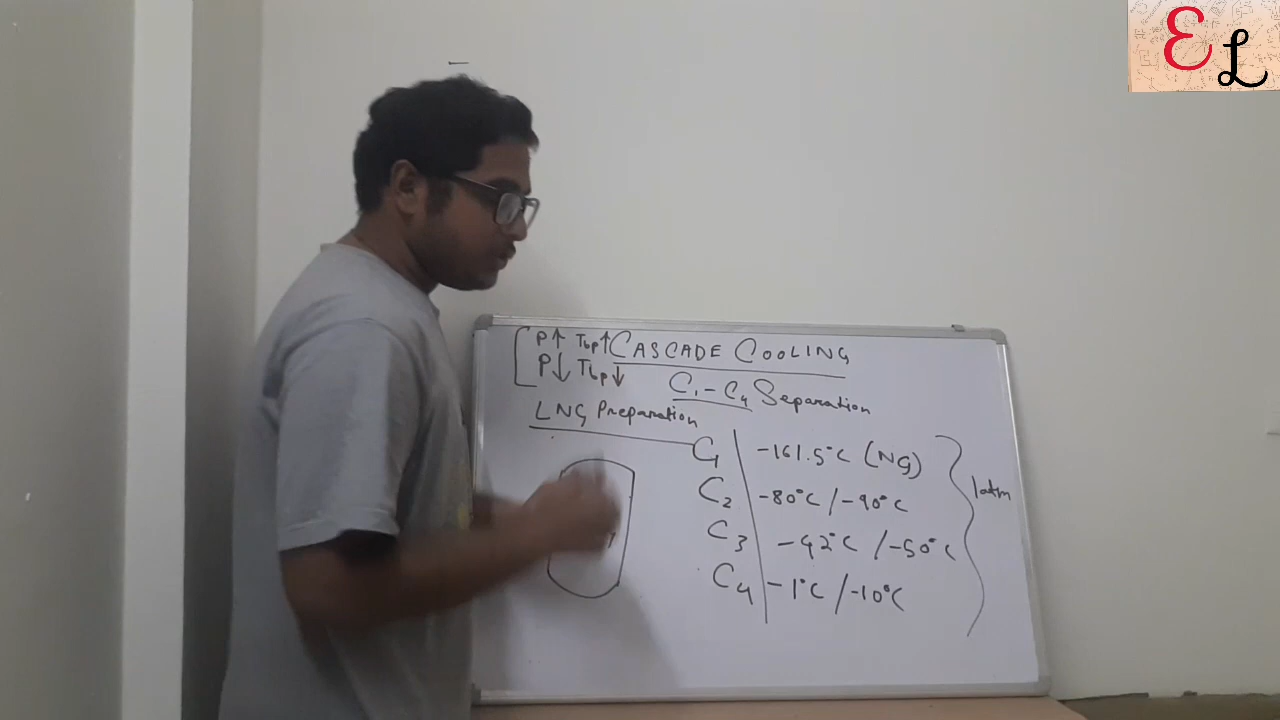 EL
P↑ Tbp↑ CASCADE COOLING
P↓ Tbp↓
C1-C4 Separation
LNG Preparation
C1 -161.5°C (NG)
C2 -80°C / -90°C
C3 -42°C / -50°C
C4 -1°C / -10°C
1atm